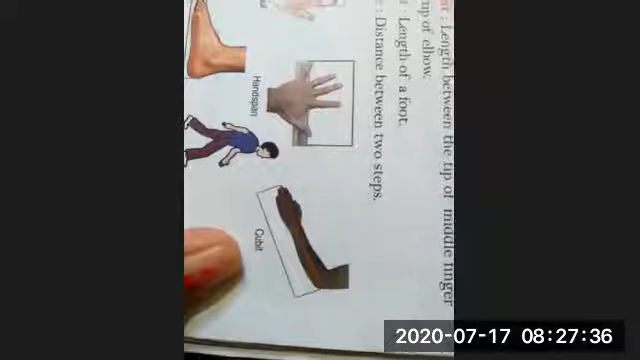 : Length between the tip of middle finger
tip of elbow.
: Length of a foot.
: Distance between two steps.
Handspan
Cubit
2020-07-17 08:27:36